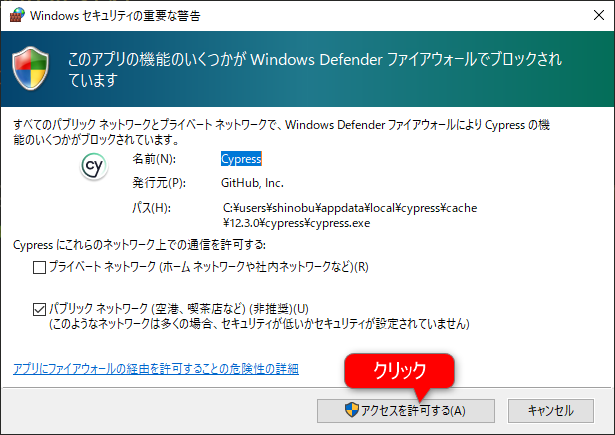 Windows セキュリティの重要な警告
このアプリの機能のいくつかが Windows Defender ファイアウォールでブロックされ
ています
すべてのパブリック ネットワークとプライベート ネットワークで、Windows Defender ファイアウォールにより Cypress の機
能のいくつかがブロックされています。
cy
名前(N): Cypress
発行元(P): GitHub, Inc.
パス(H): C:¥users¥shinobu¥appdata¥local¥cypress¥cache
¥12.3.0¥cypress¥cypress.exe
Cypress にこれらのネットワーク上での通信を許可する:
プライベート ネットワーク (ホーム ネットワークや社内ネットワークなど)(R)
パブリック ネットワーク (空港、喫茶店など) (非推奨)(U)
(このようなネットワークは多くの場合、セキュリティが低いかセキュリティが設定されていません)
アプリにファイアウォールの経由を許可することの危険性の詳細
クリック
アクセスを許可する(A)
キャンセル